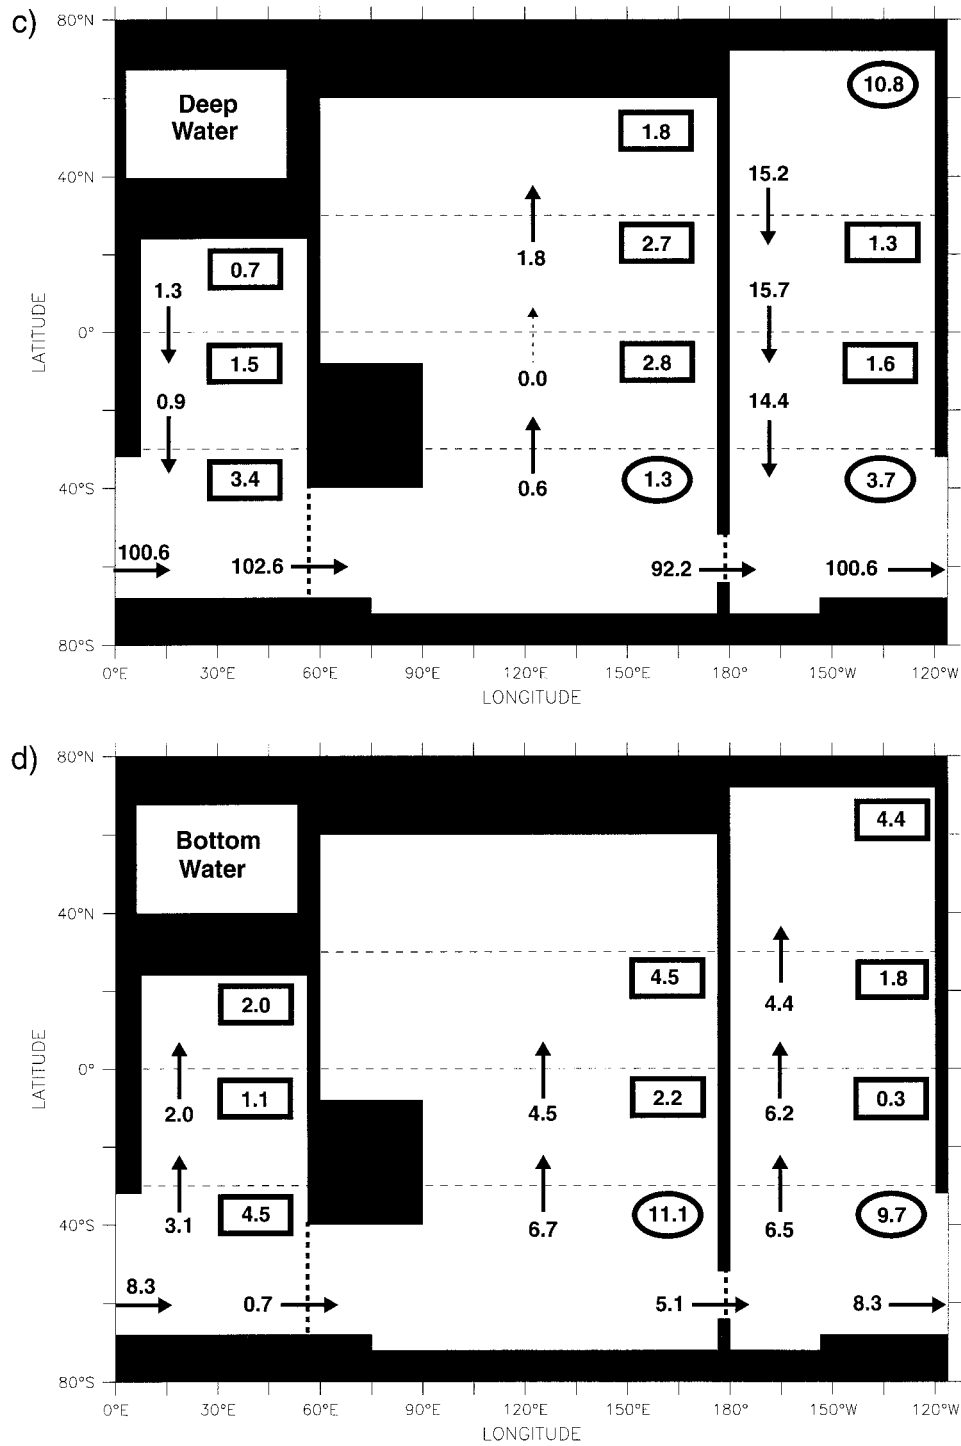 c)
80°N
Deep
Water
10.8
1.8
40°N
15.2
2.7
1.3
0.7
1.8
1.3
15.7
0°
1.5
2.8
1.6
0.0
0.9
14.4
3.4
1.3
3.7
40°S
0.6
100.6
102.6
92.2
100.6
80°S
0°E 30°E 60°E 90°E 120°E 150°E 180° 150°W 120°W
LONGITUDE
LATITUDE
d)
80°N
Bottom
Water
4.4
40°N
4.5
1.8
2.0
4.4
0°
1.1
2.2
0.3
2.0
4.5
6.2
4.5
11.1
9.7
40°S
3.1
6.7
6.5
8.3
0.7
5.1
8.3
80°S
0°E 30°E 60°E 90°E 120°E 150°E 180° 150°W 120°W
LONGITUDE
LATITUDE